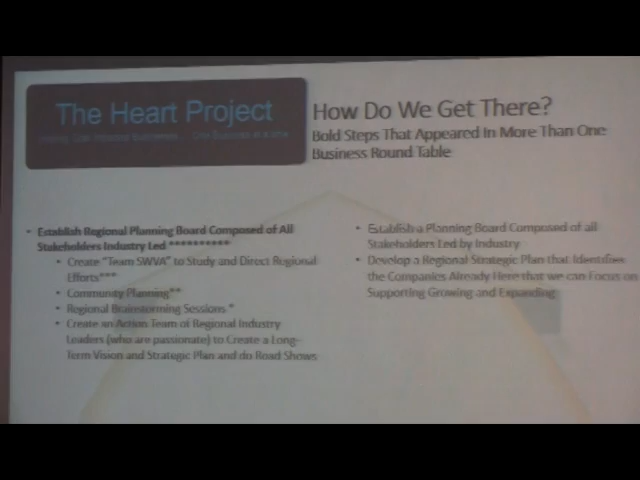 The Heart Project
How Do We Get There?
Bold Steps That Appeared In More Than One
Business Round Table
• Establish Regional Planning Board Composed of All
Stakeholders Industry Led **********
• Create "Team SWVA" to Study and Direct Regional
Efforts***
• Community Planning**
• Regional Brainstorming Sessions *
• Create an Action Team of Regional Industry
Leaders (who are passionate) to Create a Long-
Term Vision and Strategic Plan and do Road Shows
• Establish a Planning Board Composed of all
Stakeholders Led by Industry
• Develop a Regional Strategic Plan that Identifies
the Companies Already Here that we can Focus on
Supporting Growing and Expanding